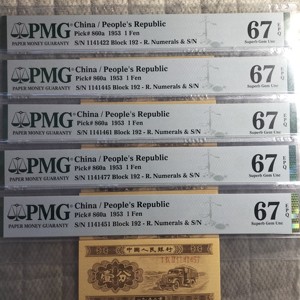 PMG
PAPER MONEY GUARANTY
China / People's Republic
Pick# 860a 1953 1 Fen
S/N 1141422 Block 192 - R. Numerals & S/N
67 EPQ
Superb Gem Unc
PMG
PAPER MONEY GUARANTY
China / People's Republic
Pick# 860a 1953 1 Fen
S/N 1141445 Block 192 - R. Numerals & S/N
67 EPQ
Superb Gem Unc
PMG
PAPER MONEY GUARANTY
China / People's Republic
Pick# 860a 1953 1 Fen
S/N 1141461 Block 192 - R. Numerals & S/N
67 EPQ
Superb Gem Unc
PMG
PAPER MONEY GUARANTY
China / People's Republic
Pick# 860a 1953 1 Fen
S/N 1141477 Block 192 - R. Numerals & S/N
67 EPQ
Superb Gem Unc
PMG
PAPER MONEY GUARANTY
China / People's Republic
Pick# 860a 1953 1 Fen
S/N 1141451 Block 192 - R. Numerals & S/N
67 EPQ
Superb Gem Unc
中国人民银行